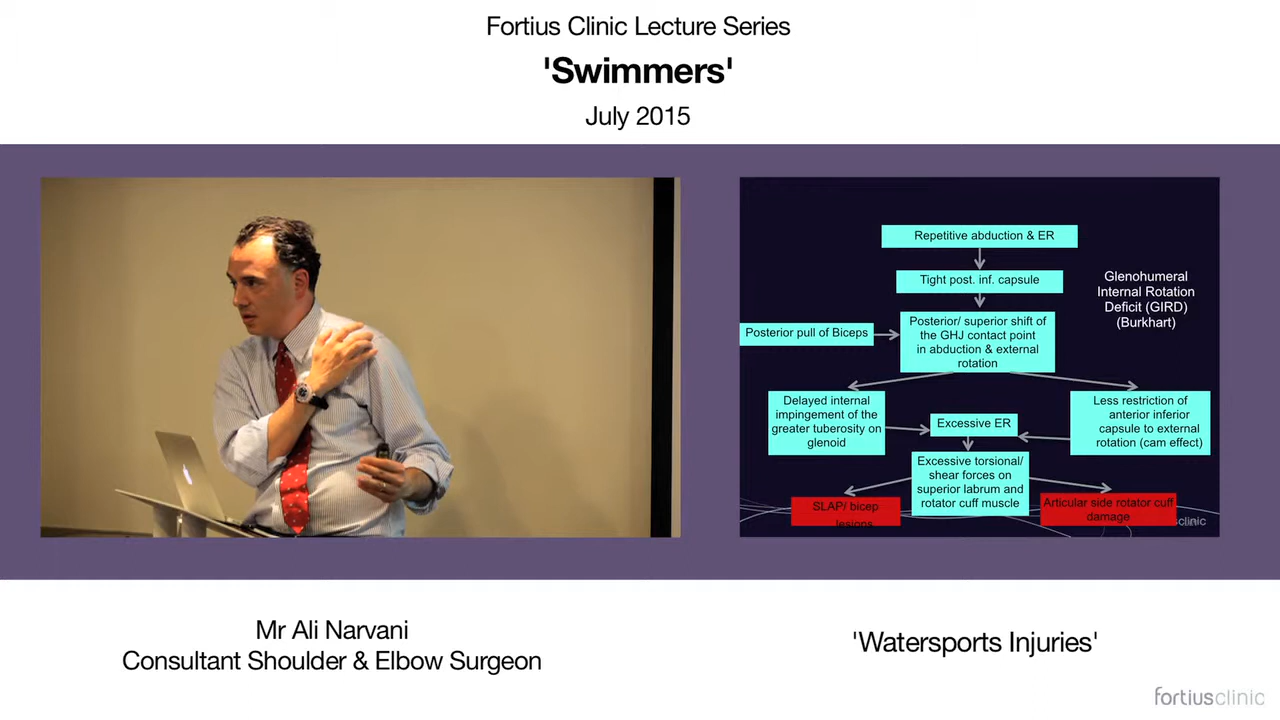 Fortius Clinic Lecture Series
'Swimmers'
July 2015
Repetitive abduction & ER
Tight post. inf. capsule
Glenohumeral
Internal Rotation
Deficit (GIRD)
(Burkhart)
Posterior pull of Biceps
Posterior/ superior shift of
the GHJ contact point
in abduction & external
rotation
Delayed internal
impingement of the
greater tuberosity on
glenoid
Excessive ER
Less restriction of
anterior inferior
capsule to external
rotation (cam effect)
Excessive torsional/
shear forces on
superior labrum and
rotator cuff muscle
SLAP/ bicep
lesions
Articular side rotator cuff
damage
clinic
Mr Ali Narvani
Consultant Shoulder & Elbow Surgeon
'Watersports Injuries'
fortiusclinic